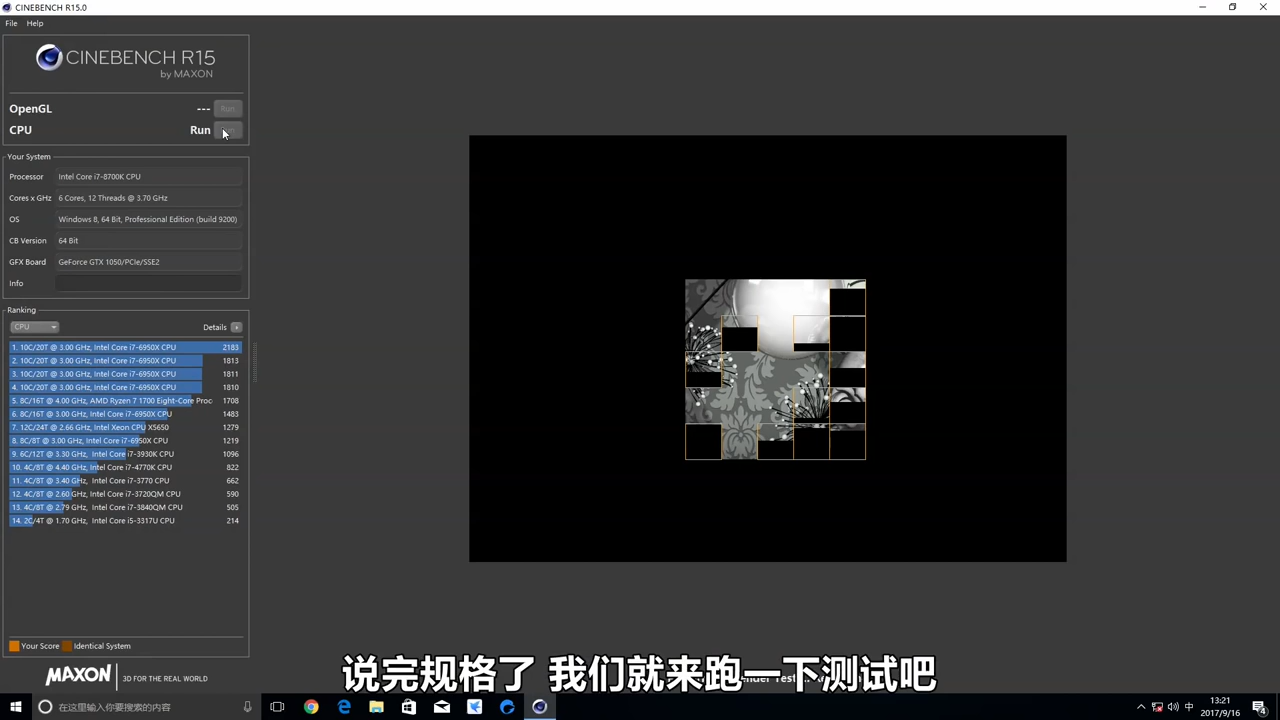 CINEBENCH R15.0
File Help
CINEBENCH R15
by MAXON
OpenGL --- Run
CPU Run
Your System
Processor Intel Core i7-8700K CPU
Cores x GHz 6 Cores, 12 Threads @ 3.70 GHz
OS Windows 8, 64 Bit, Professional Edition (build 9200)
CB Version 64 Bit
GFX Board GeForce GTX 1050/PCIe/SSE2
Info
Ranking
CPU Details
1. 10C/20T @ 3.00 GHz, Intel Core i7-6950X CPU 2183
2. 10C/20T @ 3.00 GHz, Intel Core i7-6950X CPU 1813
3. 10C/20T @ 3.00 GHz, Intel Core i7-6950X CPU 1811
4. 10C/20T @ 3.00 GHz, Intel Core i7-6950X CPU 1810
5. 8C/16T @ 4.00 GHz, AMD Ryzen 7 1700 Eight-Core Proc 1708
6. 8C/16T @ 3.00 GHz, Intel Core i7-6950X CPU 1483
7. 12C/24T @ 2.66 GHz, Intel Xeon CPU X5650 1279
8. 8C/8T @ 3.00 GHz, Intel Core i7-6950X CPU 1219
9. 6C/12T @ 3.30 GHz, Intel Core i7-3930K CPU 1096
10. 4C/8T @ 4.40 GHz, Intel Core i7-4770K CPU 822
11. 4C/8T @ 3.40 GHz, Intel Core i7-3770 CPU 662
12. 4C/8T @ 2.60 GHz, Intel Core i7-3720QM CPU 590
13. 4C/8T @ 2.79 GHz, Intel Core i7-3840QM CPU 505
14. 2C/4T @ 1.70 GHz, Intel Core i5-3317U CPU 214
Your Score Identical System
MAXON 3D FOR THE REAL WORLD
说完规格了 我们就来跑一下测试吧
在这里输入你要搜索的内容
中
13:21
2017/9/16
4